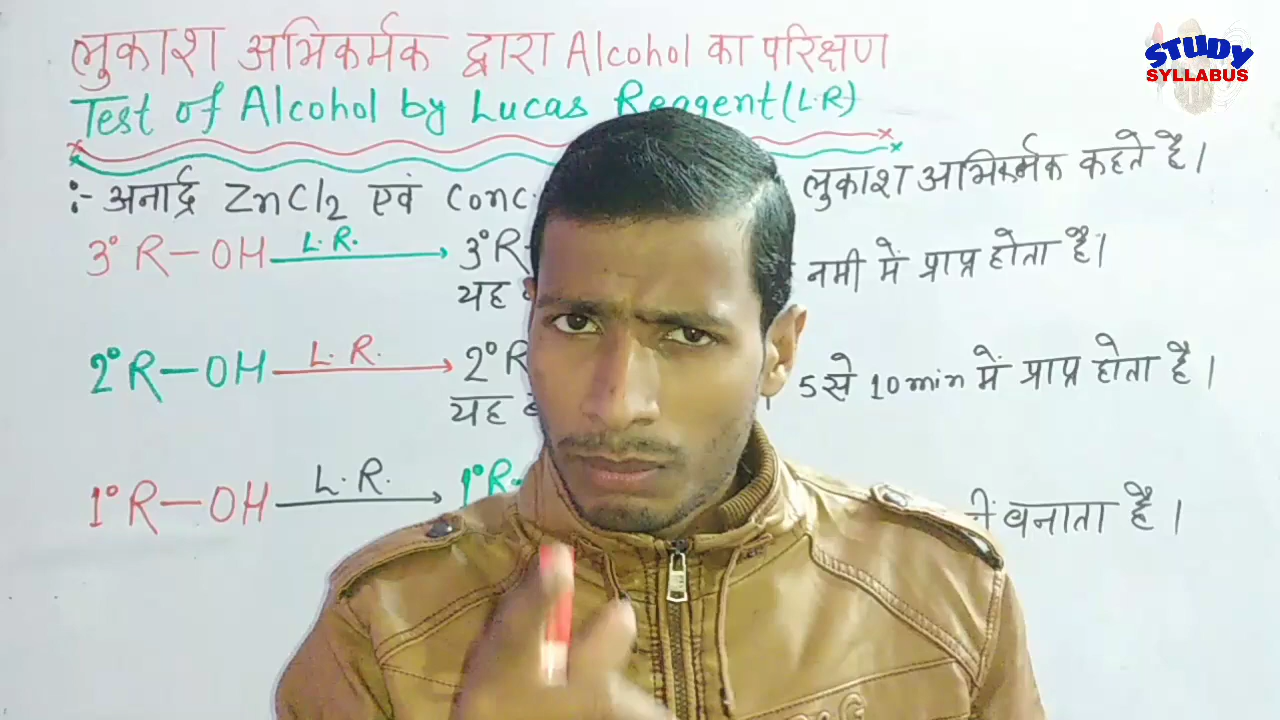 लुकाश अभिकर्मक द्वारा Alcohol का परिक्षण
STUDY
SYLLABUS
Test of Alcohol by Lucas Reagent (L.R)
:- अनार्द्र ZnCl2 एवं Conc. लुकाश अभिकर्मक कहते है।
3° R-OH L.R. 3°R-
यह नमी में प्राप्त होता है।
2° R-OH L.R. 2°R
यह 5 से 10 min में प्राप्त होता है।
1° R-OH L.R. 1°R-
बनाता है।